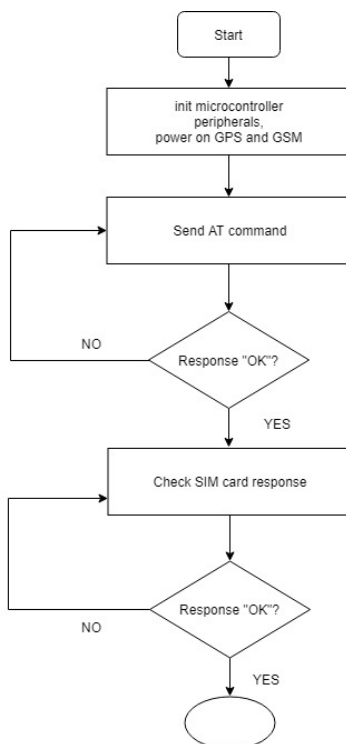 Start
init microcontroller
peripherals,
power on GPS and GSM
Send AT command
NO
Response "OK"?
YES
Check SIM card response
Response "OK"?
NO
YES